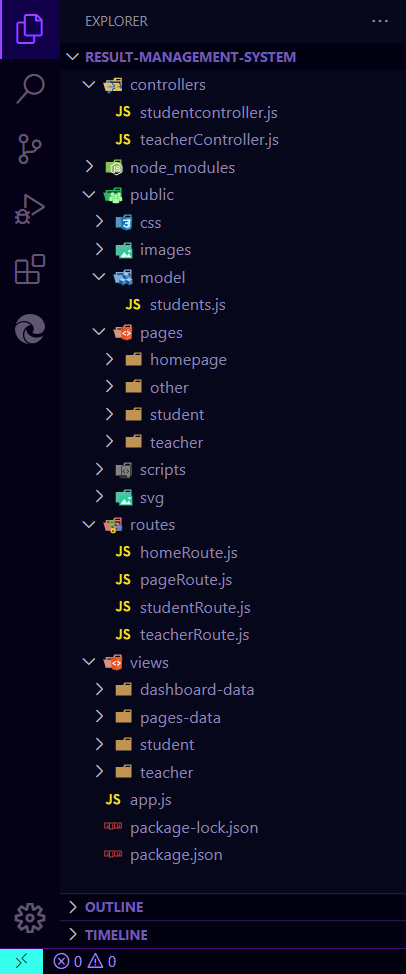 EXPLORER
RESULT-MANAGEMENT-SYSTEM
controllers
JS studentcontroller.js
JS teacherController.js
node_modules
public
css
images
model
JS students.js
pages
homepage
other
student
teacher
scripts
svg
routes
JS homeRoute.js
JS pageRoute.js
JS studentRoute.js
JS teacherRoute.js
views
dashboard-data
pages-data
student
teacher
JS app.js
package-lock.json
package.json
OUTLINE
TIMELINE
0 0